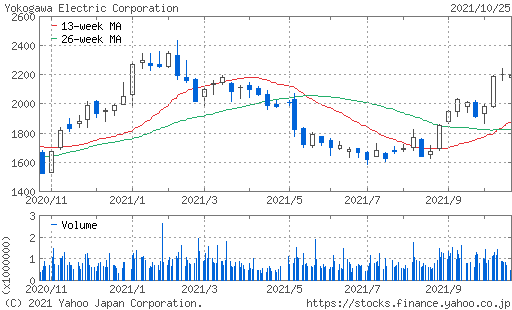 Yokogawa Electric Corporation 2021/10/25
2600
13-week MA
26-week MA
2400
2200
2000
1800
1600
1400
2020/11 2021/1 2021/3 2021/5 2021/7 2021/9
3
Volume
2
1
0
(x1000000)
2020/11 2021/1 2021/3 2021/5 2021/7 2021/9
(C) 2021 Yahoo Japan Corporation. https://stocks.finance.yahoo.co.jp/